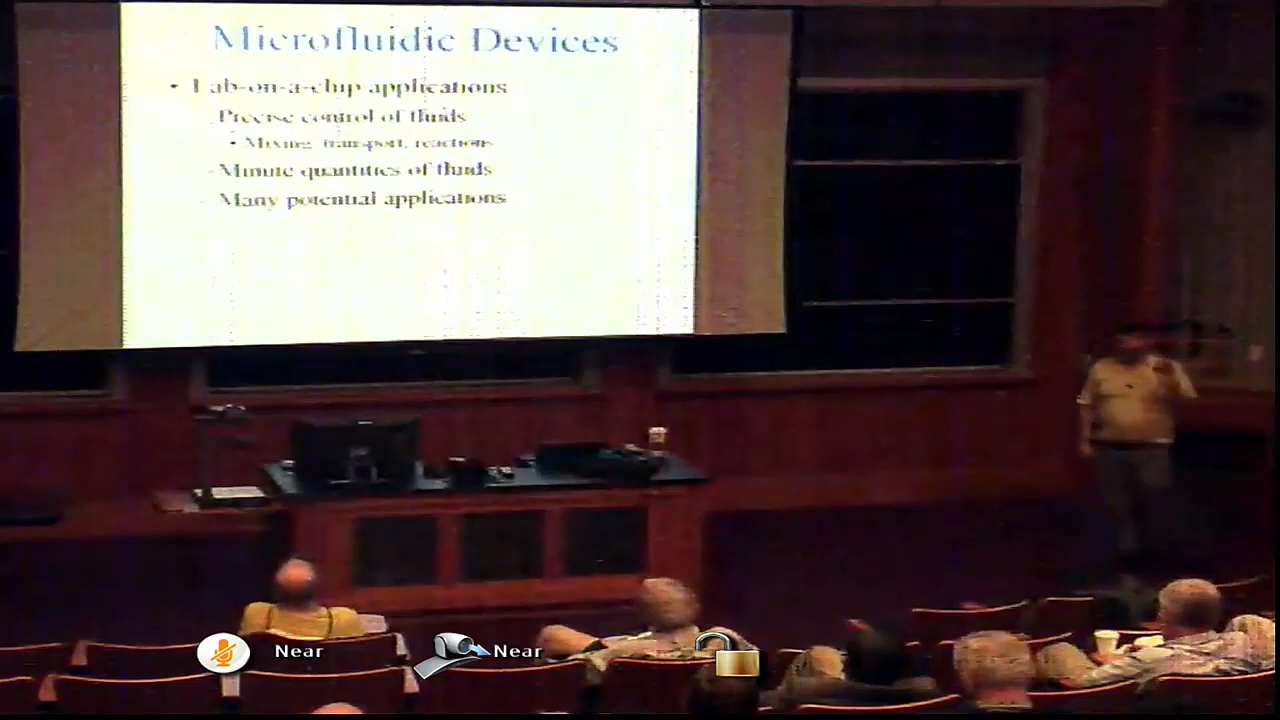 Microfluidic Devices
• Lab-on-a-chip applications
- Precise control of fluids
• Mixing, transport, reactions
- Minute quantities of fluids
- Many potential applications
Near
Near